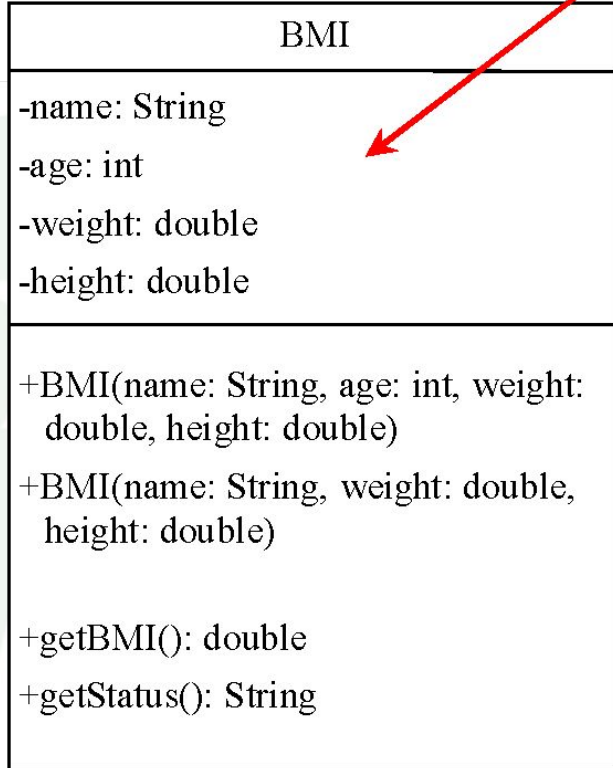 BMI
-name: String
-age: int
-weight: double
-height: double
+BMI(name: String, age: int, weight:
double, height: double)
+BMI(name: String, weight: double,
height: double)
+getBMI(): double
+getStatus(): String